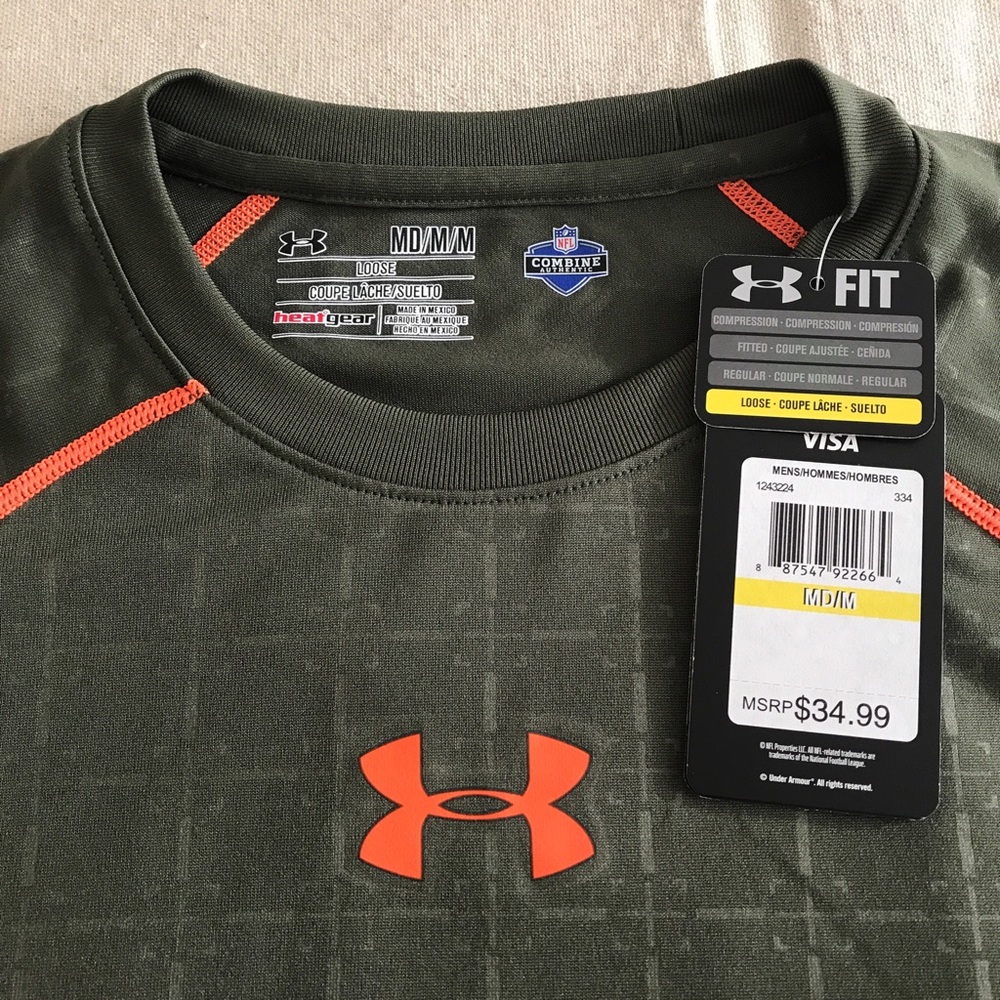 MD/M/M
LOOSE
COUPE LÂCHE/SUELTO
heatgear
MADE IN MEXICO
FABRIQUÉ AU MEXIQUE
HECHO EN MEXICO
NFL
COMBINE
AUTHENTIC
FIT
COMPRESSION · COMPRESSION · COMPRESIÓN
FITTED · COUPE AJUSTÉE · CEÑIDA
REGULAR · COUPE NORMALE · REGULAR
LOOSE · COUPE LÂCHE · SUELTO
VISA
MENS/HOMMES/HOMBRES
1243224 334
8 87547 92266 4
MD/M
MSRP$34.99
© NFL Properties LLC. All NFL-related trademarks are
trademarks of the National Football League.
© Under Armour®. All rights reserved.